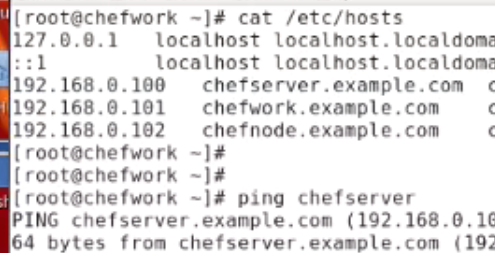 [root@chefwork ~]# cat /etc/hosts
127.0.0.1 localhost localhost.localdoma
::1 localhost localhost.localdoma
192.168.0.100 chefserver.example.com c
192.168.0.101 chefwork.example.com c
192.168.0.102 chefnode.example.com c
[root@chefwork ~]#
[root@chefwork ~]#
[root@chefwork ~]# ping chefserver
PING chefserver.example.com (192.168.0.10
64 bytes from chefserver.example.com (192